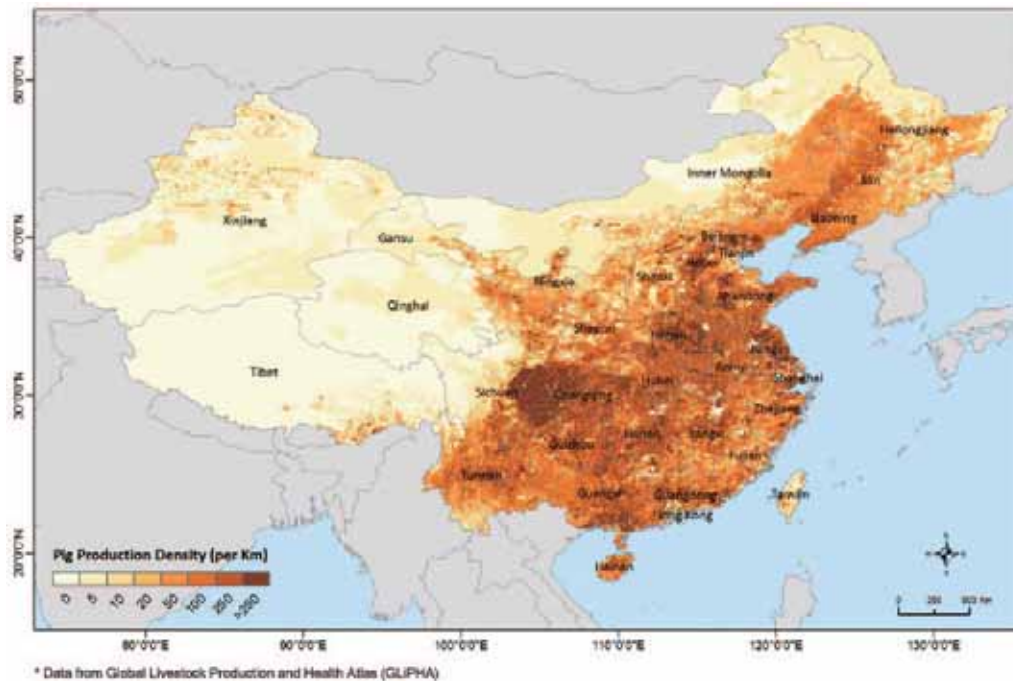 50°0'0"N
Heilongjiang
Inner Mongolia
Jilin
Liaoning
Xinjiang
40°0'0"N
Gansu
Beijing
Tianjin
Hebei
Ningxia
Shanxi
Shandong
Qinghai
Shaanxi
Henan
Jiangsu
Tibet
Anhui
Shanghai
30°0'0"N
Sichuan
Chongqing
Hubei
Zhejiang
Guizhou
Hunan
Jiangxi
Fujian
Yunnan
Guangxi
Guangdong
Taiwan
Hong Kong
20°0'0"N
Hainan
Pig Production Density (per Km)
0 5 10 20 50 100 250 >250
80°0'0"E 90°0'0"E 100°0'0"E 110°0'0"E 120°0'0"E 130°0'0"E
* Data from Global Livestock Production and Health Atlas (GLiPHA)